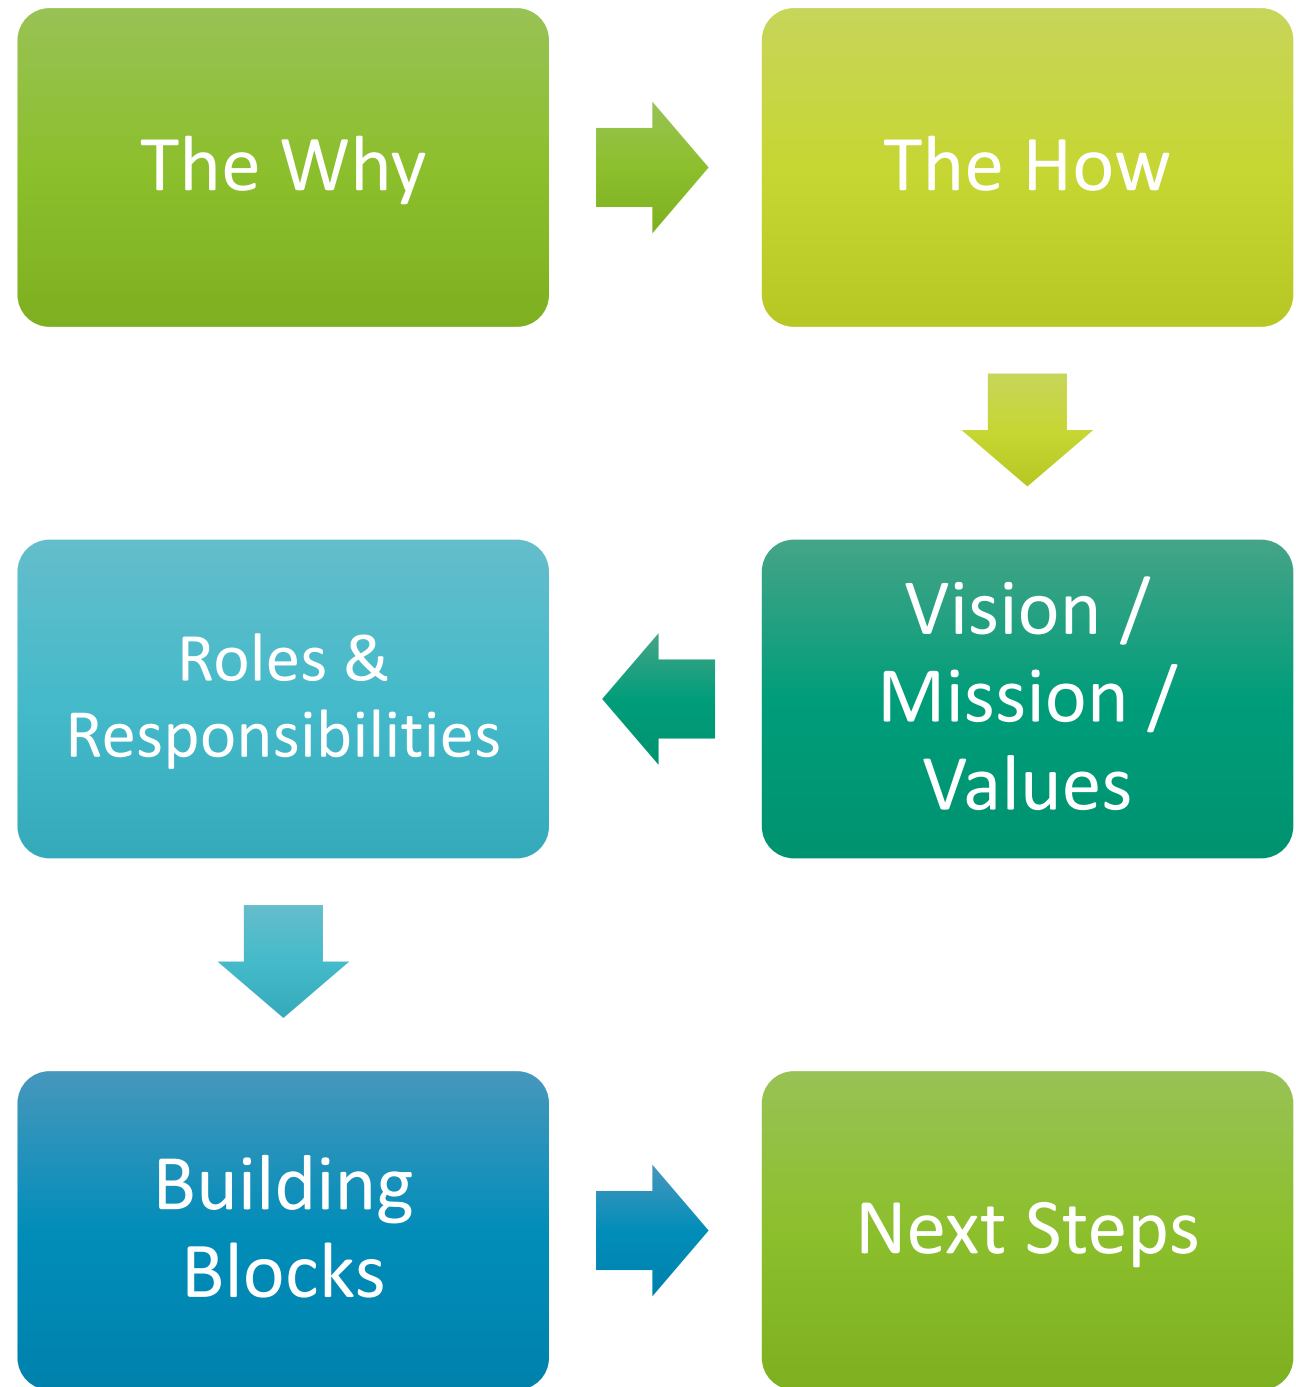 The Why
The How
Vision /
Mission /
Values
Roles &
Responsibilities
Building
Blocks
Next Steps